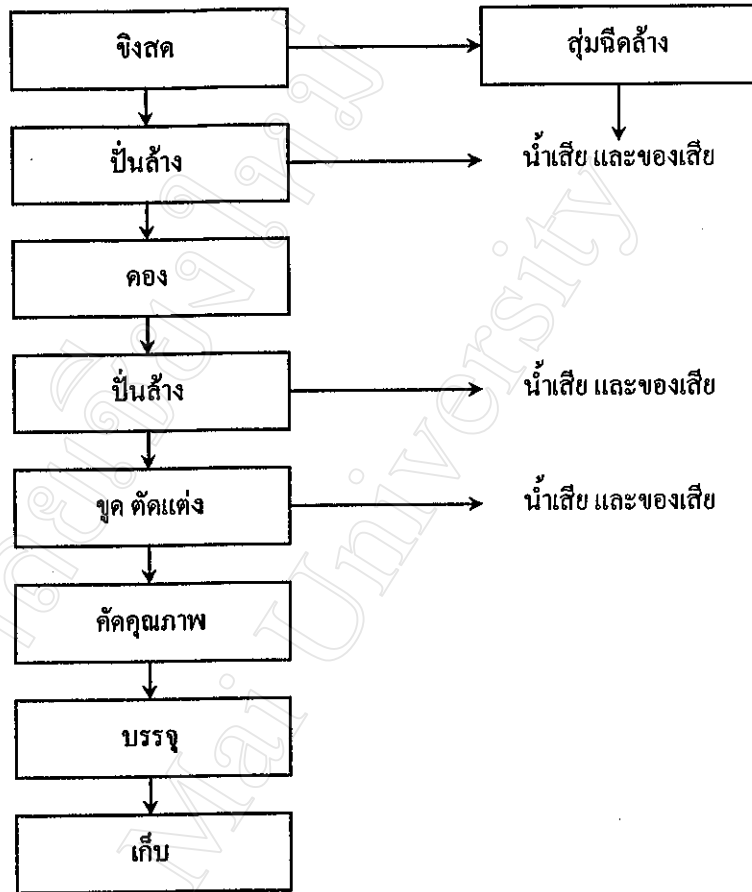 ขิงสด
สุ่มฉีดล้าง
ปั่นล้าง
น้ำเสีย และของเสีย
ดอง
ปั่นล้าง
น้ำเสีย และของเสีย
ขูด ตัดแต่ง
น้ำเสีย และของเสีย
คัดคุณภาพ
บรรจุ
เก็บ
Mai University